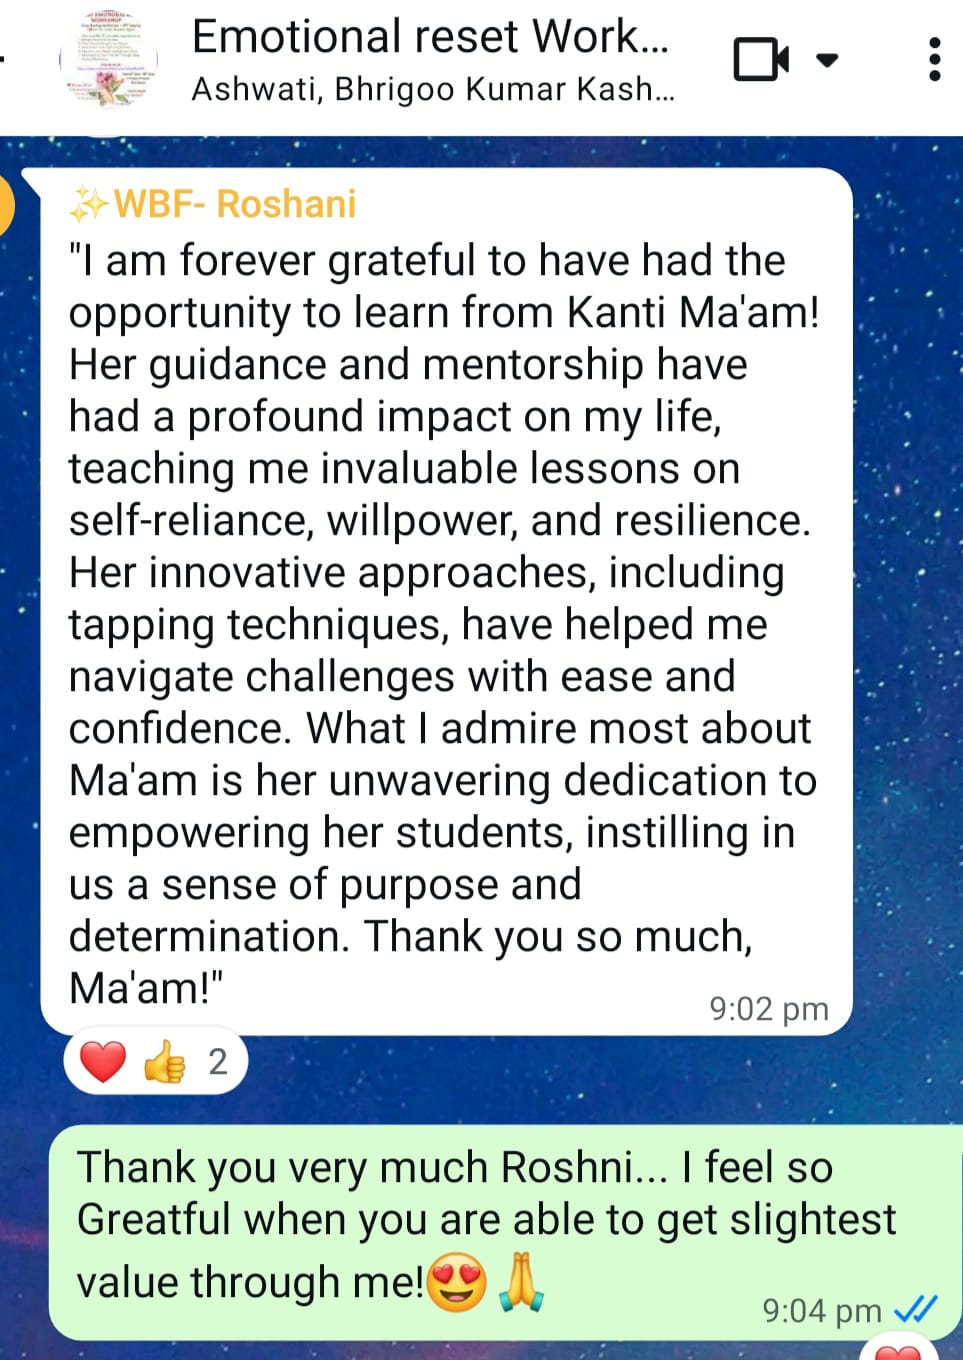 Emotional reset Work...
Ashwati, Bhrigoo Kumar Kash...
✨WBF- Roshani
"I am forever grateful to have had the
opportunity to learn from Kanti Ma'am!
Her guidance and mentorship have
had a profound impact on my life,
teaching me invaluable lessons on
self-reliance, willpower, and resilience.
Her innovative approaches, including
tapping techniques, have helped me
navigate challenges with ease and
confidence. What I admire most about
Ma'am is her unwavering dedication to
empowering her students, instilling in
us a sense of purpose and
determination. Thank you so much,
Ma'am!"
9:02 pm
❤️👍 2
Thank you very much Roshni... I feel so
Greatful when you are able to get slightest
value through me!😍🙏
9:04 pm